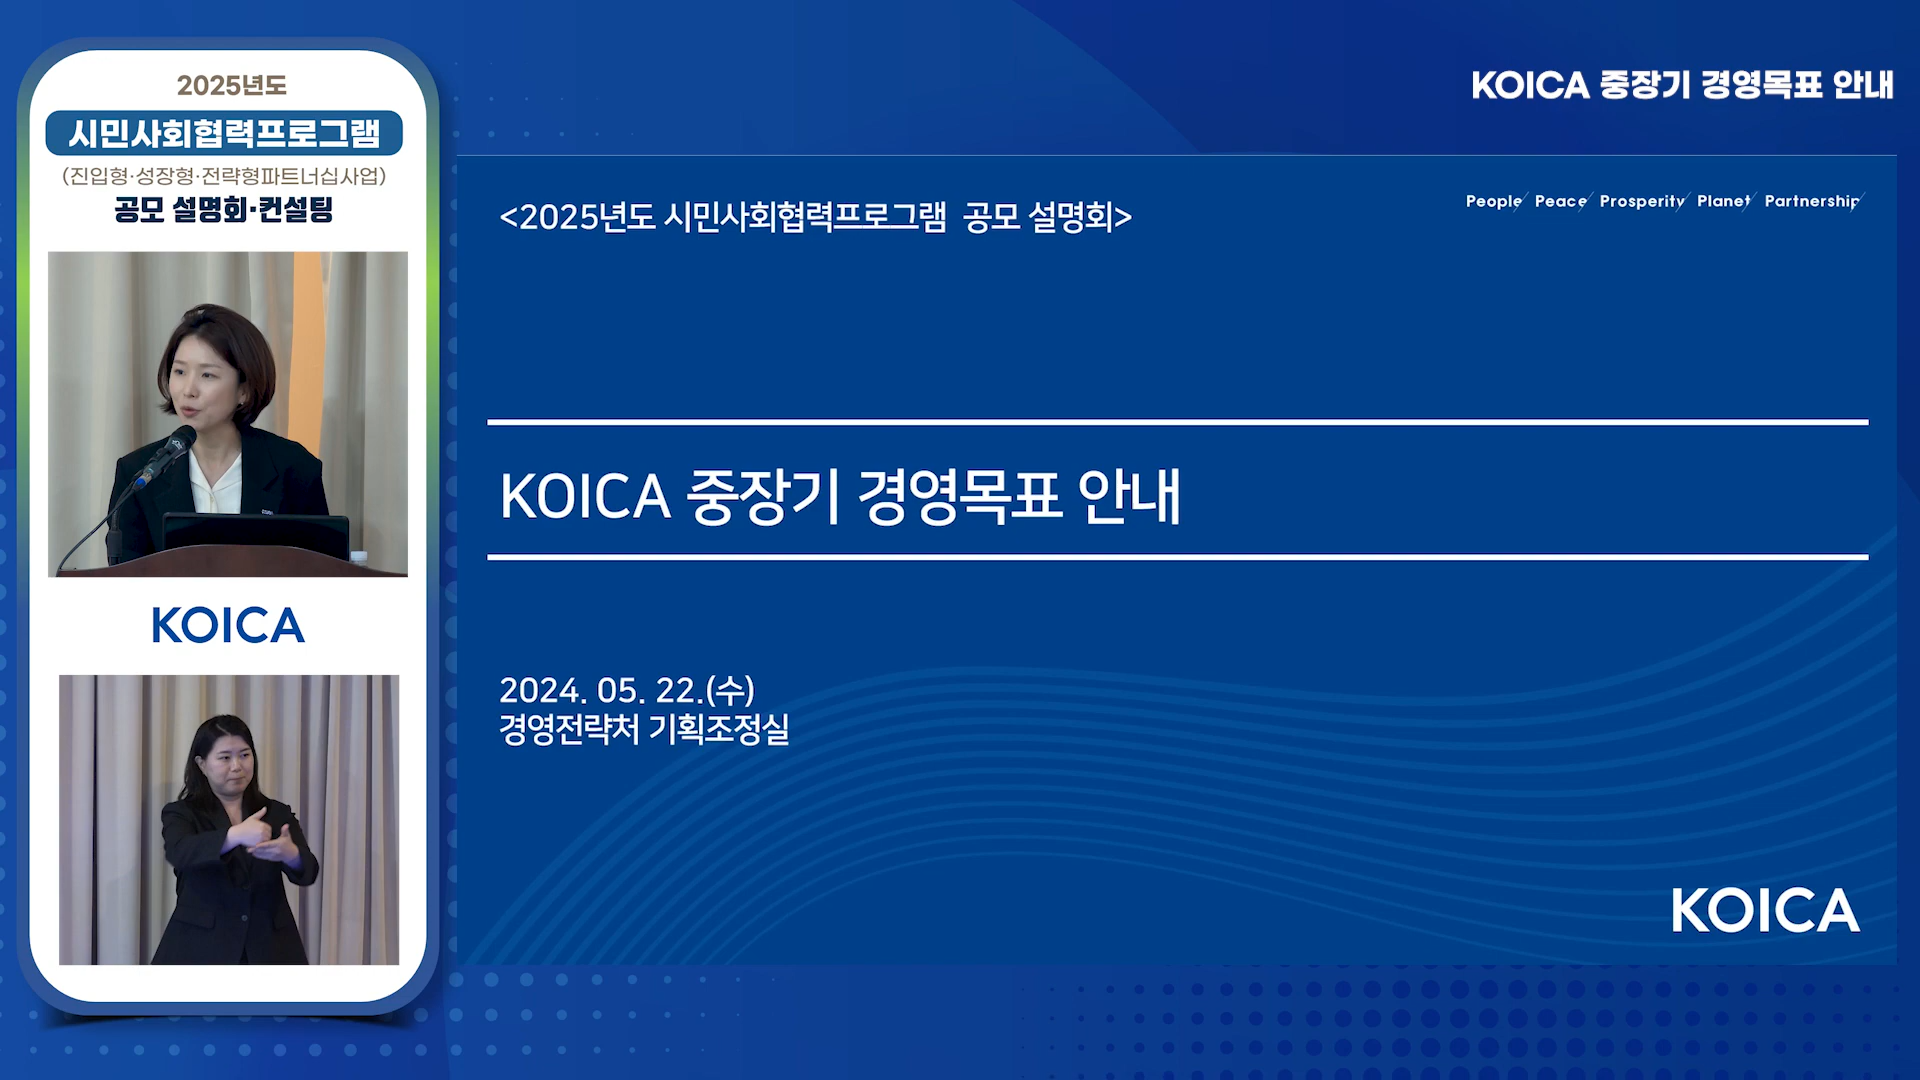 2025년도
시민사회협력프로그램
(진입형·성장형·전략형파트너십사업)
공모 설명회·컨설팅
KOICA
KOICA 중장기 경영목표 안내
<2025년도 시민사회협력프로그램 공모 설명회>
People Peace Prosperity Planet Partnership
KOICA 중장기 경영목표 안내
2024. 05. 22.(수)
경영전략처 기획조정실
KOICA